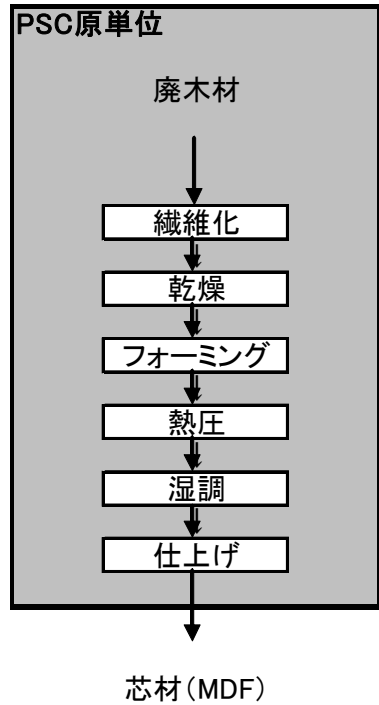 PSC原単位
廃木材
繊維化
乾燥
フォーミング
熱圧
湿調
仕上げ
芯材（MDF）